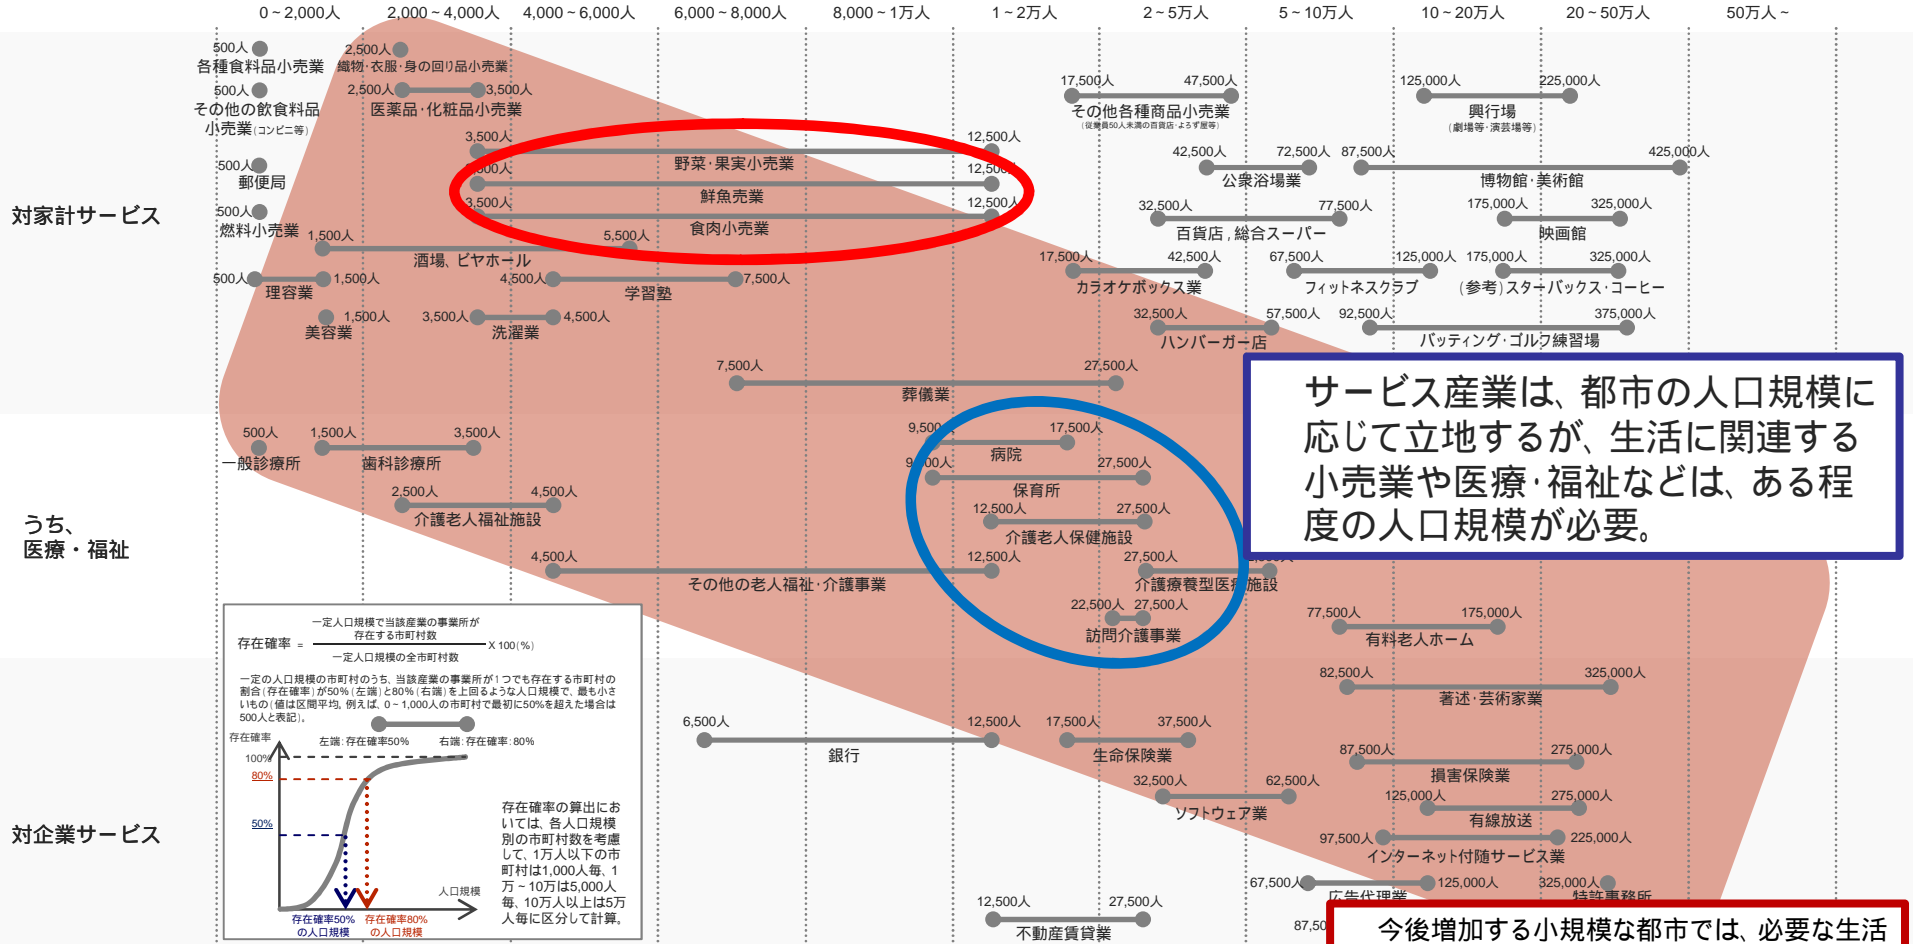 0～2,000人
2,000～4,000人
4,000～6,000人
6,000～8,000人
8,000～1万人
1～2万人
2～5万人
5～10万人
10～20万人
20～50万人
50万人～
対家計サービス
500人
各種食料品小売業
2,500人
織物・衣服・身の回り品小売業
500人
その他の飲食料品
小売業(コンビニ等)
2,500人 3,500人
医薬品・化粧品小売業
17,500人 47,500人
その他各種商品小売業
(従業員50人未満の百貨店・よろず屋等)
125,000人 225,000人
興行場
(劇場等・演芸場等)
3,500人 12,500人
野菜・果実小売業
12,500人
鮮魚売業
3,500人 12,500人
食肉小売業
500人
郵便局
42,500人 72,500人
公衆浴場業
87,500人 425,000人
博物館・美術館
500人
燃料小売業
1,500人 5,500人
酒場、ビヤホール
32,500人 77,500人
百貨店,総合スーパー
175,000人 325,000人
映画館
500人 1,500人
理容業
4,500人 7,500人
学習塾
17,500人 42,500人
カラオケボックス業
67,500人 125,000人
フィットネスクラブ
175,000人 325,000人
(参考)スターバックス・コーヒー
1,500人
美容業
3,500人 4,500人
洗濯業
32,500人 57,500人
ハンバーガー店
92,500人 375,000人
バッティング・ゴルフ練習場
7,500人 27,500人
葬儀業
サービス産業は、都市の人口規模に
応じて立地するが、生活に関連する
小売業や医療・福祉などは、ある程
度の人口規模が必要。
うち、
医療・福祉
500人
一般診療所
1,500人 3,500人
歯科診療所
9,500人 17,500人
病院
27,500人
保育所
2,500人 4,500人
介護老人福祉施設
12,500人 27,500人
介護老人保健施設
4,500人 12,500人
その他の老人福祉・介護事業
27,500人
介護療養型医療施設
22,500人 27,500人
訪問介護事業
77,500人 175,000人
有料老人ホーム
対企業サービス
82,500人 325,000人
著述・芸術家業
6,500人 12,500人
銀行
17,500人 37,500人
生命保険業
87,500人 275,000人
損害保険業
32,500人 62,500人
ソフトウェア業
125,000人 275,000人
有線放送
97,500人 225,000人
インターネット付随サービス業
67,500人 125,000人
広告代理業
325,000人
特許事務所
12,500人 27,500人
不動産賃貸業
今後増加する小規模な都市では、必要な生活
存在確率 =
一定人口規模で当該産業の事業所が
存在する市町村数
一定人口規模の全市町村数
X 100(%)
一定の人口規模の市町村のうち、当該産業の事業所が1つでも存在する市町村の
割合(存在確率)が50%(左端)と80%(右端)を上回るような人口規模で、最も小さ
いもの(値は区間平均。例えば、0～1,000人の市町村で最初に50%を超えた場合は
500人と表記)。
左端:存在確率50% 右端:存在確率:80%
存在確率
100%
80%
50%
人口規模
存在確率50%
の人口規模
存在確率80%
の人口規模
存在確率の算出にお
いては、各人口規模
別の市町村数を考慮
して、1万人以下の市
町村は1,000人毎、1
万～10万は5,000人
毎、10万人以上は5万
人毎に区分して計算。